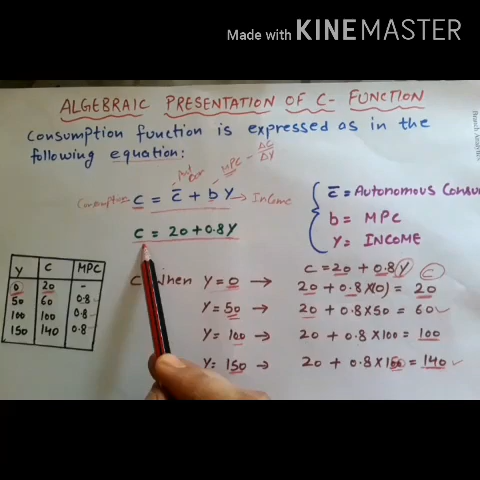 Made with KINEMASTER
ALGEBRAIC PRESENTATION OF C- FUNCTION
Consumption function is expressed as in the
following equation:
MPC - ΔC/ΔY
Consumption C = C̅ + b Y → Income
C = 20 + 0.8Y
C̅ = Autonomous Consu
b = MPC
Y = INCOME
Y C MPC
0 20 -
50 60 0.8
100 100 0.8
150 140 0.8
C = 20 + 0.8 Y C
when Y = 0 → 20 + 0.8 × (0) = 20
Y = 50 → 20 + 0.8 × 50 = 60
Y = 100 → 20 + 0.8 × 100 = 100
Y = 150 → 20 + 0.8 × 150 = 140